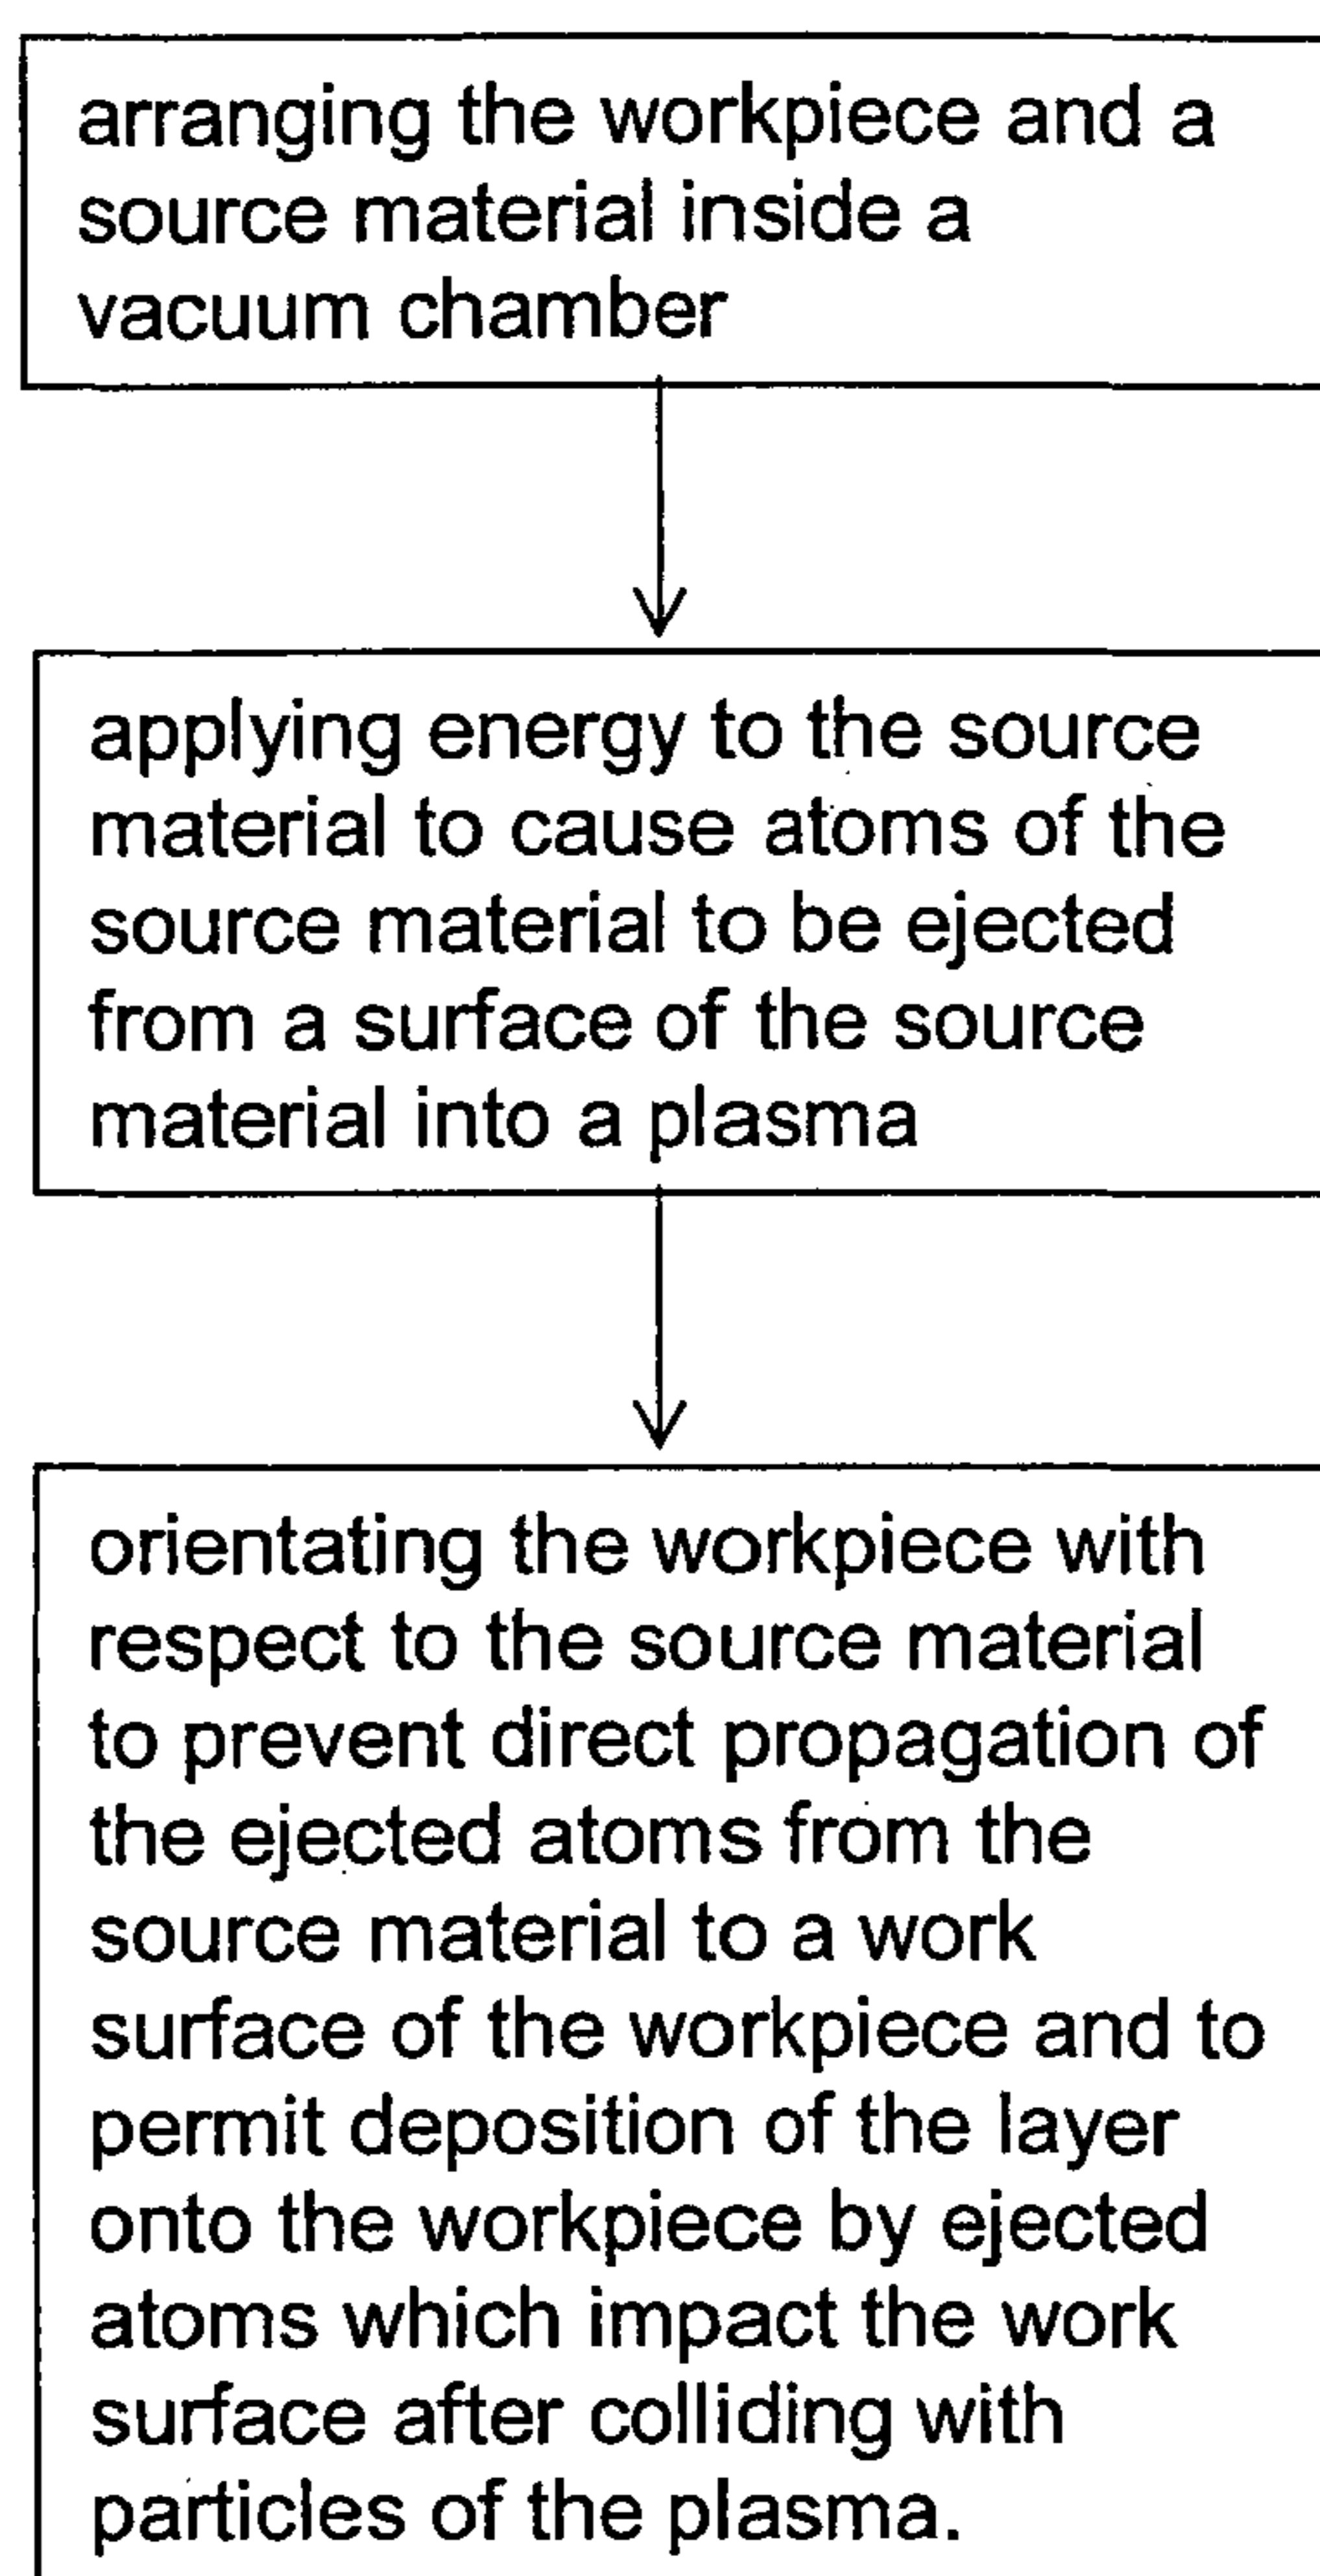 arranging the workpiece and a
source material inside a
vacuum chamber
applying energy to the source
material to cause atoms of the
source material to be ejected
from a surface of the source
material into a plasma
orientating the workpiece with
respect to the source material
to prevent direct propagation of
the ejected atoms from the
source material to a work
surface of the workpiece and to
permit deposition of the layer
onto the workpiece by ejected
atoms which impact the work
surface after colliding with
particles of the plasma.